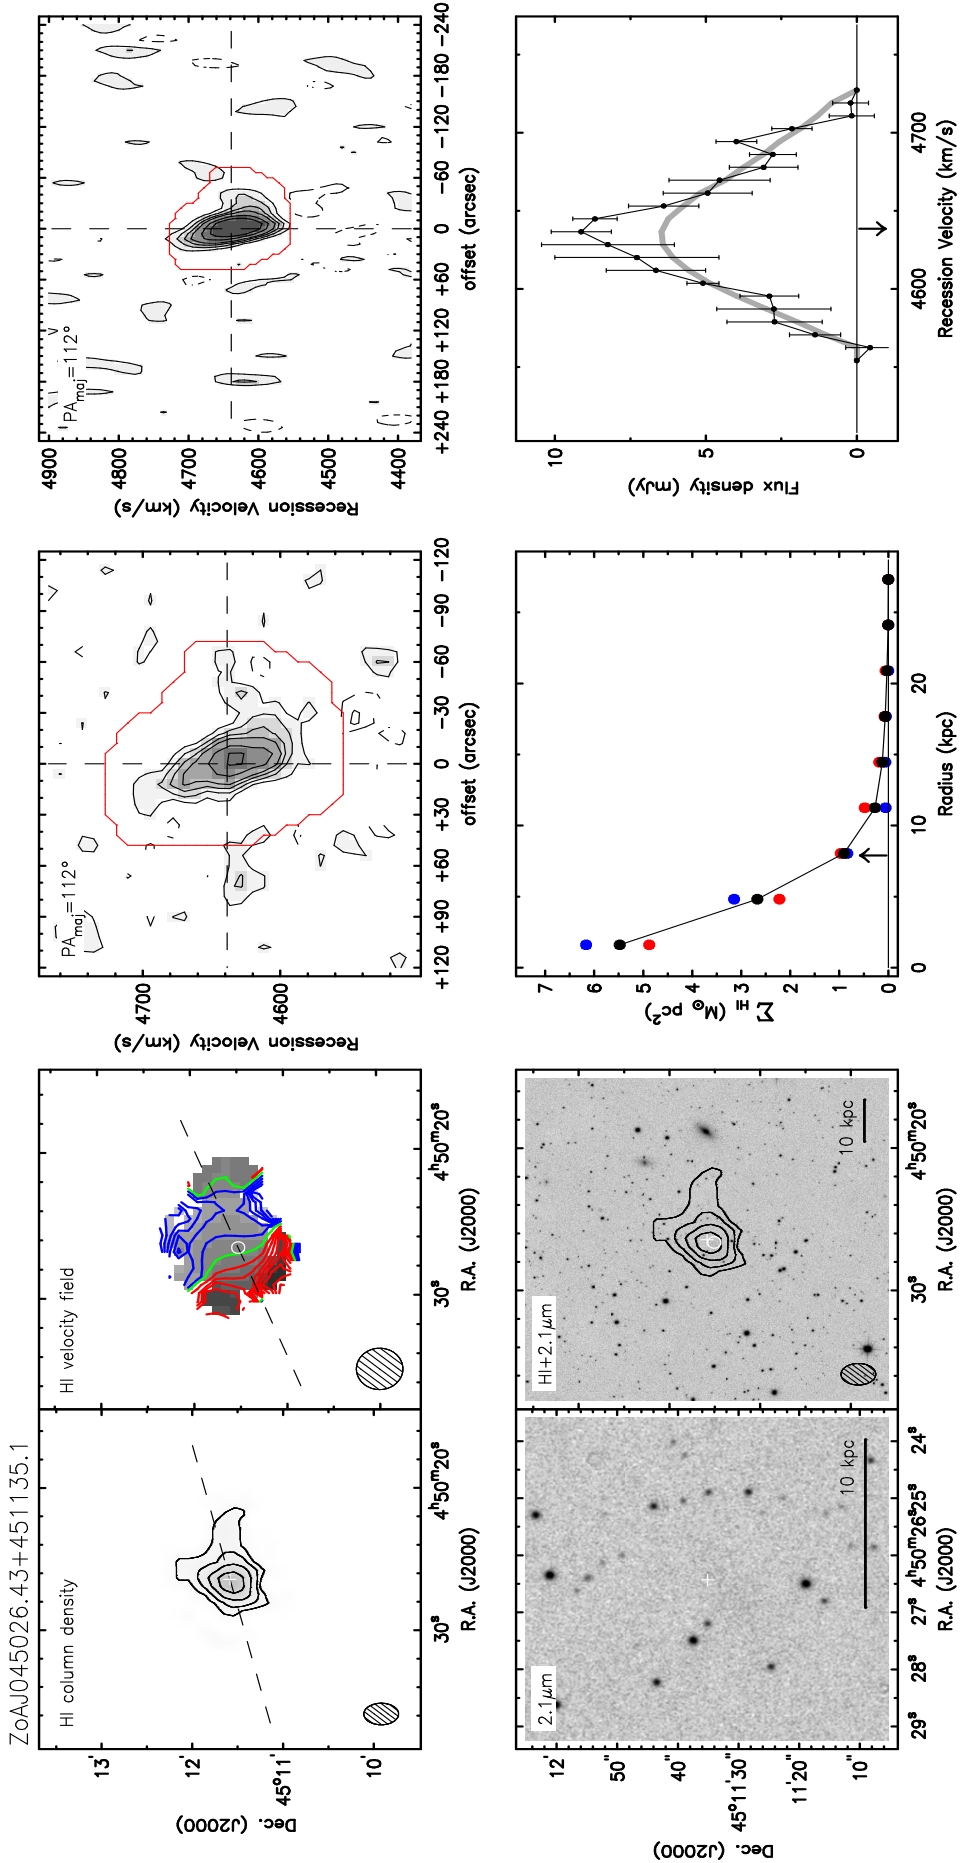 ZoAJ045026.43+451135.1
HI column density
Dec. (J2000)
13'
12'
45°11'
10'
30ˢ
4ʰ50ᵐ20ˢ
R.A. (J2000)
HI velocity field
30ˢ
4ʰ50ᵐ20ˢ
R.A. (J2000)
PAmaj=112°
Recession Velocity (km/s)
4700
4600
+120 +90 +60 +30 0 −30 −60 −90 −120
offset (arcsec)
PAmaj=112°
Recession Velocity (km/s)
4900
4800
4700
4600
4500
4400
+240 +180 +120 +60 0 −60 −120 −180 −240
offset (arcsec)
2.1μm
Dec. (J2000)
12'
50"
40"
45°11'30"
11'20"
10"
10 kpc
29ˢ 28ˢ 27ˢ 4ʰ50ᵐ26ˢ 25ˢ 24ˢ
R.A. (J2000)
HI+2.1μm
10 kpc
30ˢ
4ʰ50ᵐ20ˢ
R.A. (J2000)
Σ HI (M⊙ pc²)
7
6
5
4
3
2
1
0
0 10 20
Radius (kpc)
Flux density (mJy)
10
5
0
4600 4700
Recession Velocity (km/s)